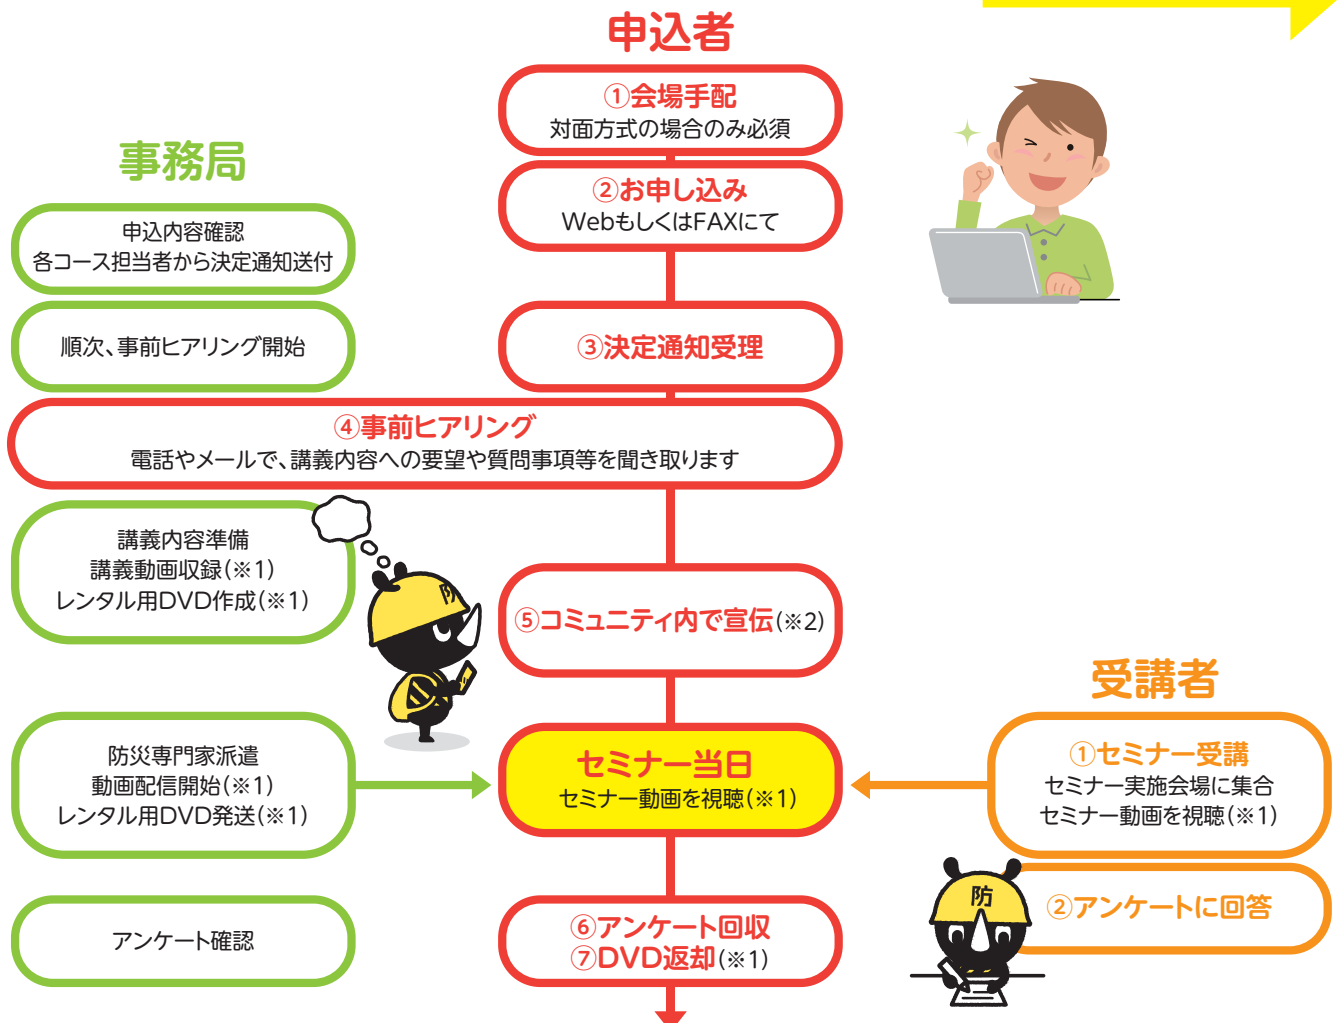 申込者
①会場手配
対面方式の場合のみ必須
②お申し込み
WebもしくはFAXにて
③決定通知受理
事務局
申込内容確認
各コース担当者から決定通知送付
順次、事前ヒアリング開始
④事前ヒアリング
電話やメールで、講義内容への要望や質問事項等を聞き取ります
講義内容準備
講義動画収録(※1)
レンタル用DVD作成(※1)
防
⑤コミュニティ内で宣伝(※2)
防災専門家派遣
動画配信開始(※1)
レンタル用DVD発送(※1)
セミナー当日
セミナー動画を視聴(※1)
受講者
①セミナー受講
セミナー実施会場に集合
セミナー動画を視聴(※1)
②アンケートに回答
防
アンケート確認
⑥アンケート回収
⑦DVD返却(※1)